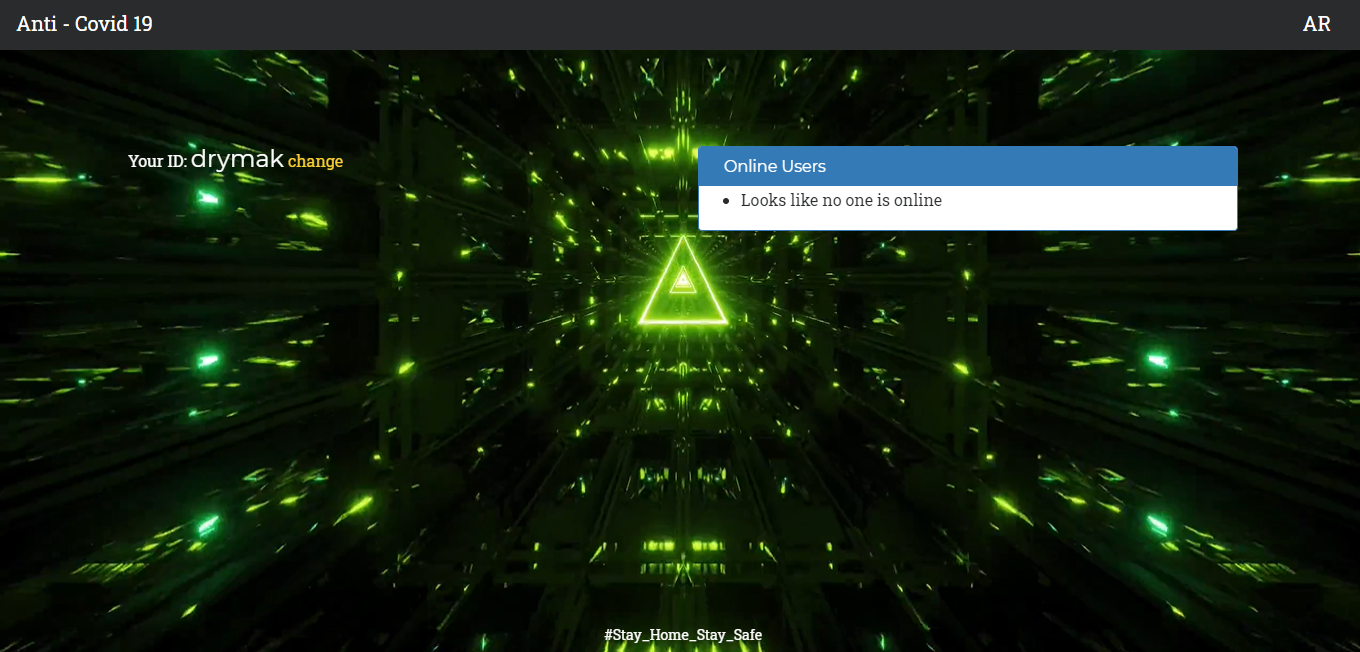 Anti - Covid 19
AR
Your ID: drymak change
Online Users
Looks like no one is online
#Stay_Home_Stay_Safe